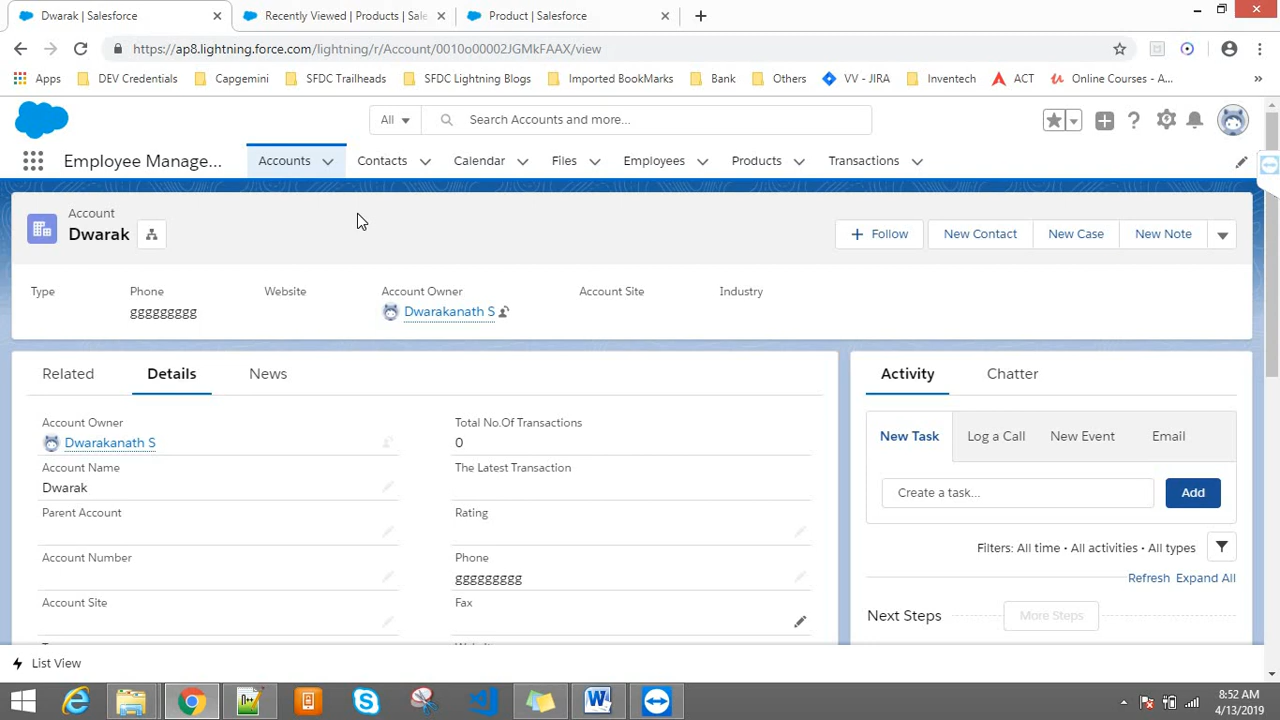 Dwarak | Salesforce
Recently Viewed | Products | Sale
Product | Salesforce
https://ap8.lightning.force.com/lightning/r/Account/0010o00002JGMkFAAX/view
Apps DEV Credentials Capgemini SFDC Trailheads SFDC Lightning Blogs Imported BookMarks Bank Others VV - JIRA Inventech ACT Online Courses - A...
All Search Accounts and more...
Employee Manage... Accounts Contacts Calendar Files Employees Products Transactions
Account
Dwarak
Follow New Contact New Case New Note
Type Phone Website Account Owner Account Site Industry
ggggggggg Dwarakanath S
Related Details News
Activity Chatter
Account Owner Total No.Of Transactions
Dwarakanath S 0
Account Name The Latest Transaction
Dwarak
Parent Account Rating
Account Number Phone
ggggggggg
Account Site Fax
New Task Log a Call New Event Email
Create a task... Add
Filters: All time • All activities • All types
Refresh Expand All
Next Steps More Steps
List View
8:52 AM
4/13/2019